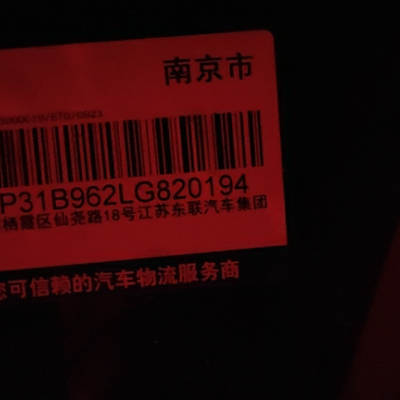 南京市
P31B962LG820194
栖霞区仙尧路18号江苏东联汽车集团
您可信赖的汽车物流服务商